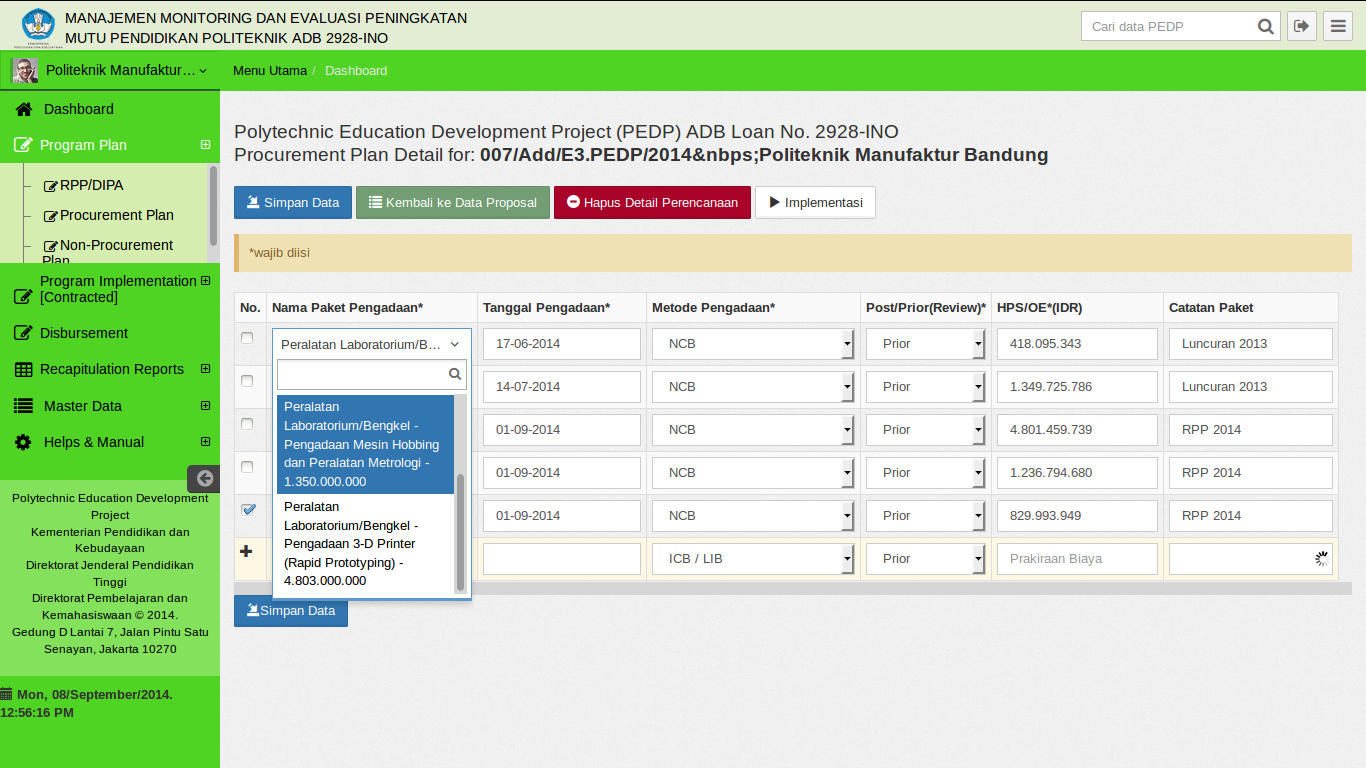 MANAJEMEN MONITORING DAN EVALUASI PENINGKATAN
MUTU PENDIDIKAN POLITEKNIK ADB 2928-INO
Cari data PEDP
Politeknik Manufaktur…
Menu Utama / Dashboard
Dashboard
Program Plan
RPP/DIPA
Procurement Plan
Non-Procurement
Plan
Program Implementation
[Contracted]
Disbursement
Recapitulation Reports
Master Data
Helps & Manual
Polytechnic Education Development
Project
Kementerian Pendidikan dan
Kebudayaan
Direktorat Jenderal Pendidikan
Tinggi
Direktorat Pembelajaran dan
Kemahasiswaan © 2014.
Gedung D Lantai 7, Jalan Pintu Satu
Senayan, Jakarta 10270
Mon, 08/September/2014.
12:56:16 PM
Polytechnic Education Development Project (PEDP) ADB Loan No. 2928-INO
Procurement Plan Detail for: 007/Add/E3.PEDP/2014&nbps;Politeknik Manufaktur Bandung
Simpan Data Kembali ke Data Proposal Hapus Detail Perencanaan Implementasi
*wajib diisi
No. Nama Paket Pengadaan* Tanggal Pengadaan* Metode Pengadaan* Post/Prior(Review)* HPS/OE*(IDR) Catatan Paket
Peralatan Laboratorium/B… 17-06-2014 NCB Prior 418.095.343 Luncuran 2013
14-07-2014 NCB Prior 1.349.725.786 Luncuran 2013
01-09-2014 NCB Prior 4.801.459.739 RPP 2014
01-09-2014 NCB Prior 1.236.794.680 RPP 2014
01-09-2014 NCB Prior 829.993.949 RPP 2014
ICB / LIB Prior Prakiraan Biaya
Peralatan
Laboratorium/Bengkel -
Pengadaan Mesin Hobbing
dan Peralatan Metrologi -
1.350.000.000
Peralatan
Laboratorium/Bengkel -
Pengadaan 3-D Printer
(Rapid Prototyping) -
4.803.000.000
Simpan Data